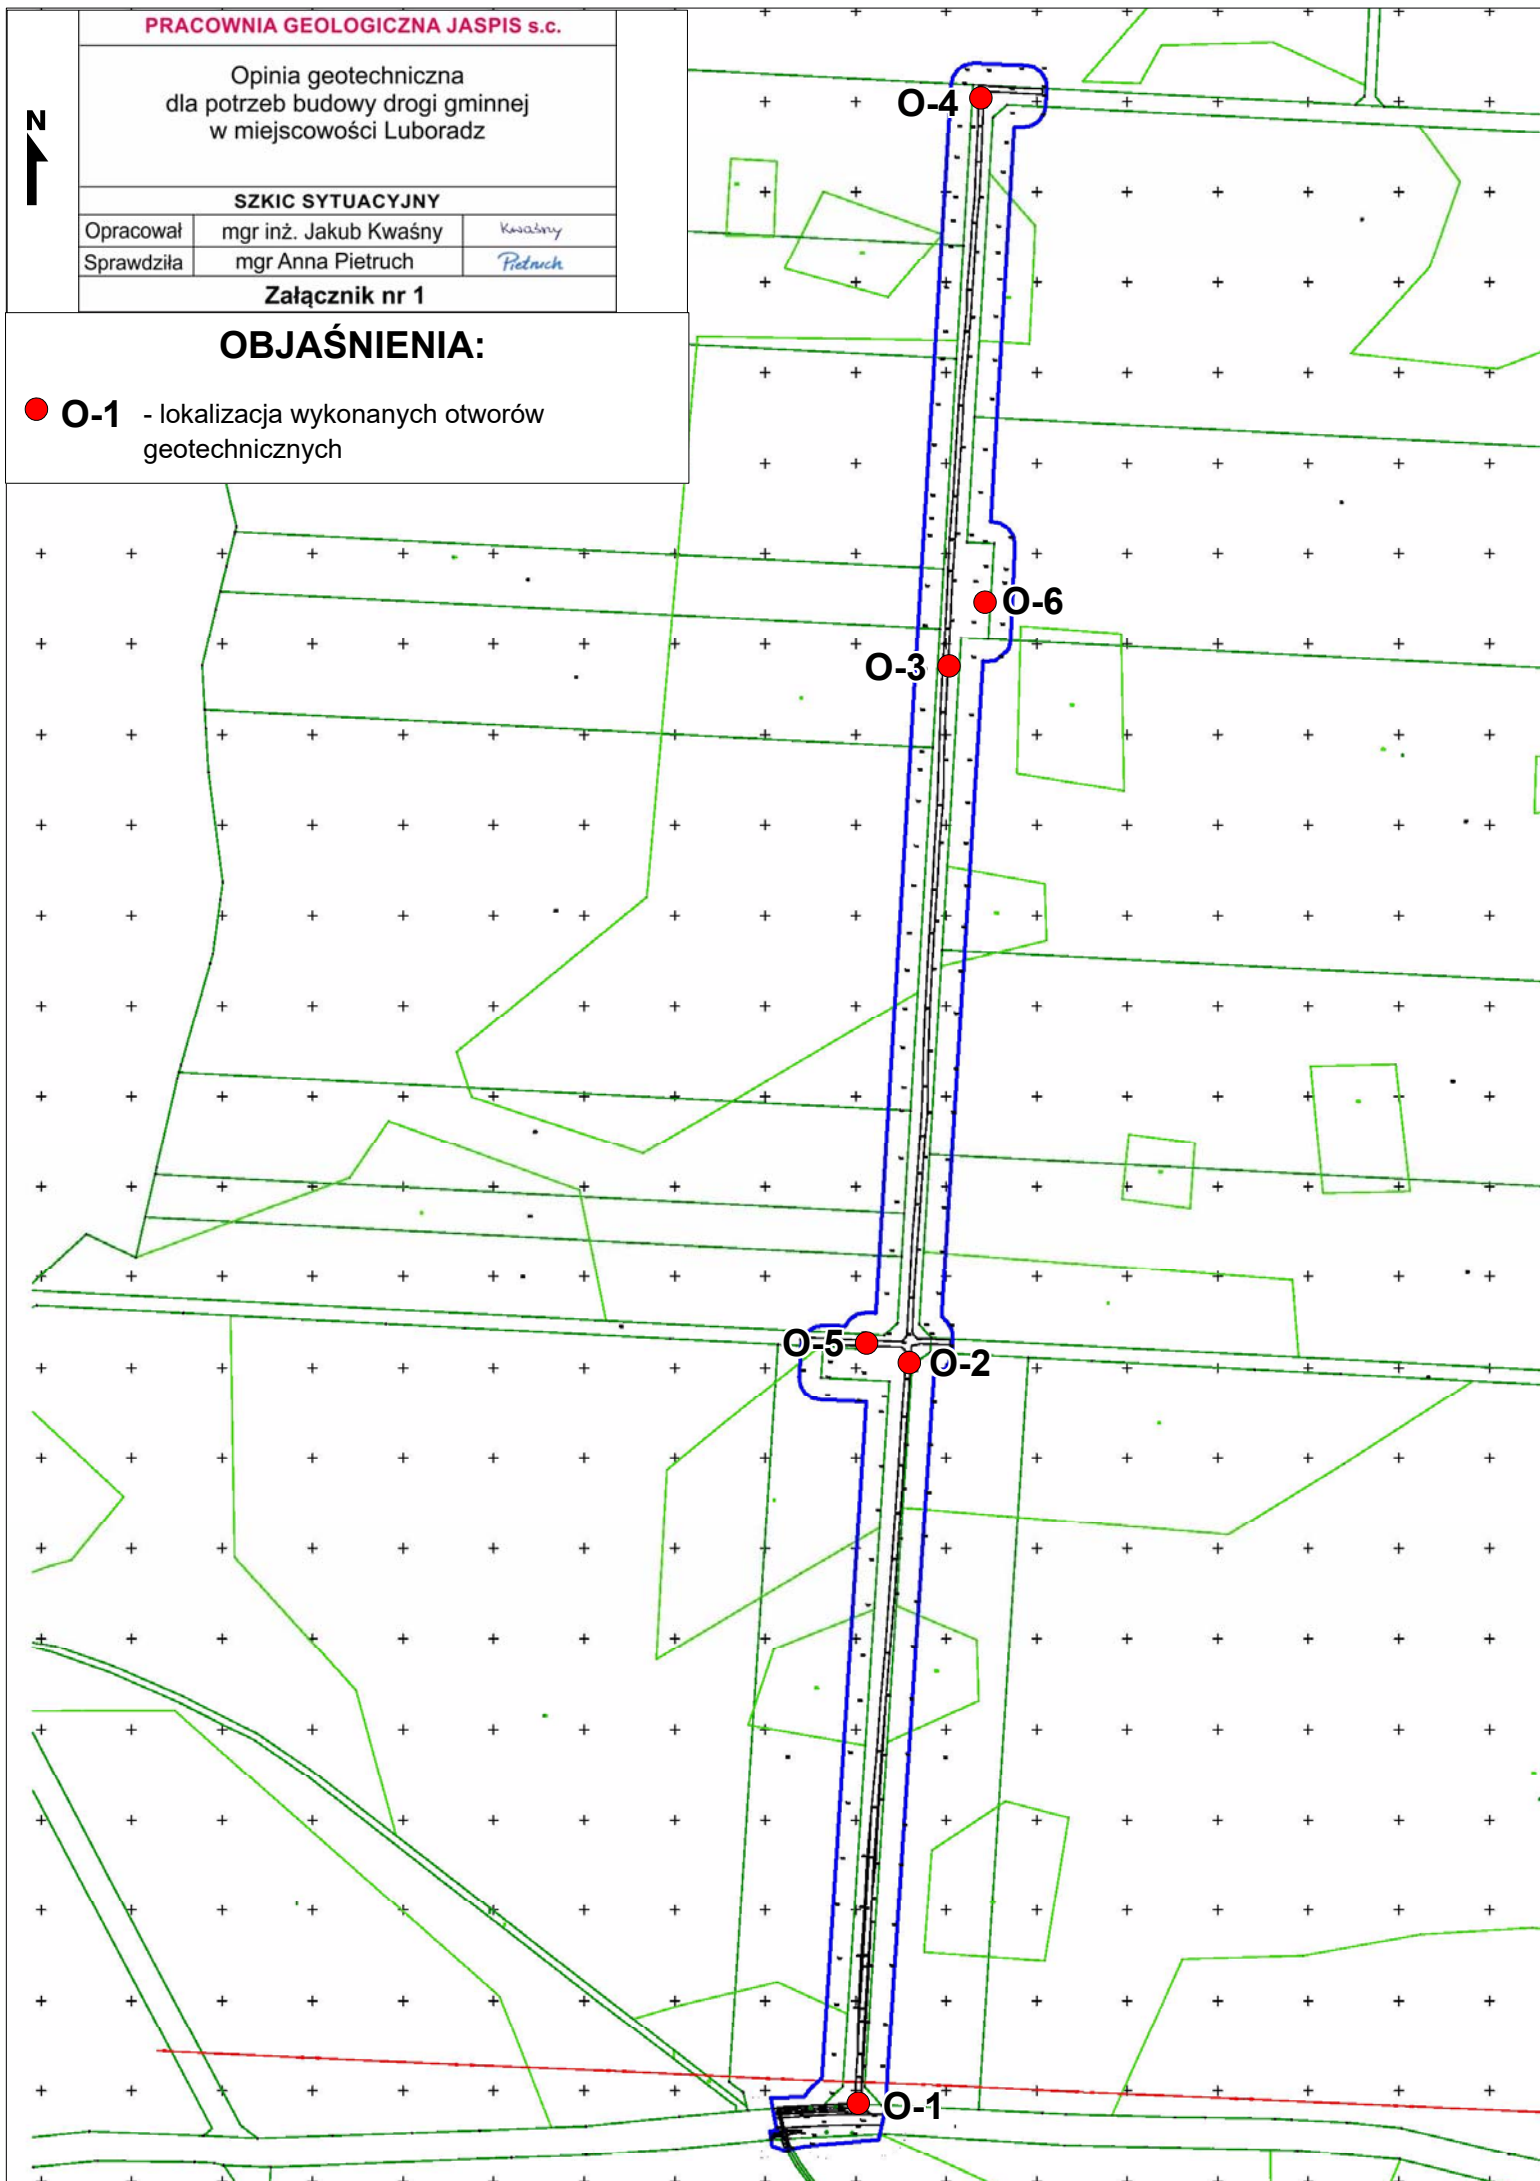 PRACOWNIA GEOLOGICZNA JASPIS s.c.
Opinia geotechniczna
dla potrzeb budowy drogi gminnej
w miejscowości Luboradz
N
SZKIC SYTUACYJNY
Opracował mgr inż. Jakub Kwaśny Kwaśny
Sprawdziła mgr Anna Pietruch Pietruch
Załącznik nr 1
OBJAŚNIENIA:
O-1 - lokalizacja wykonanych otworów
geotechnicznych
O-4
O-6
O-3
O-5
O-2
O-1